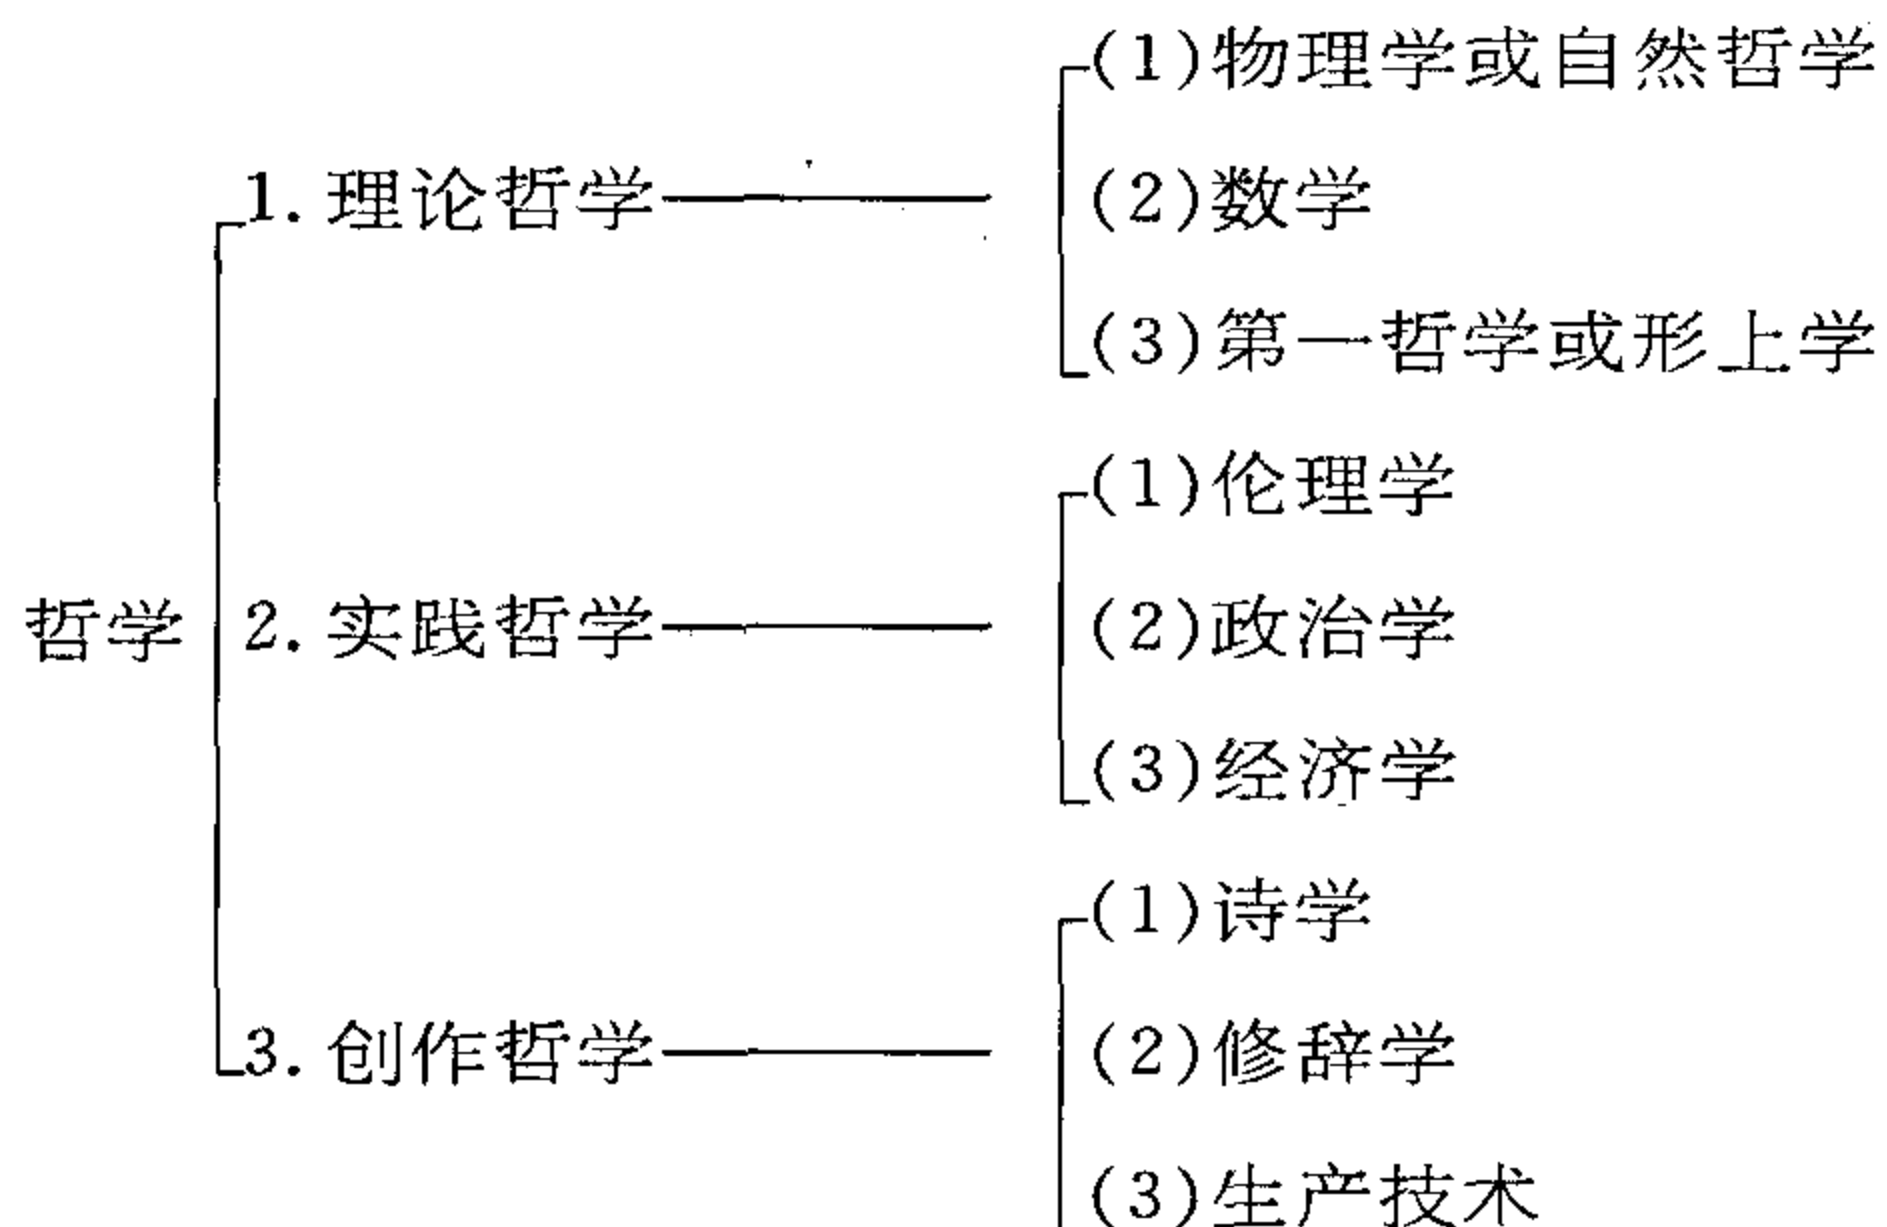 哲学
1. 理论哲学
(1)物理学或自然哲学
(2)数学
(3)第一哲学或形上学
2. 实践哲学
(1)伦理学
(2)政治学
(3)经济学
3. 创作哲学
(1)诗学
(2)修辞学
(3)生产技术